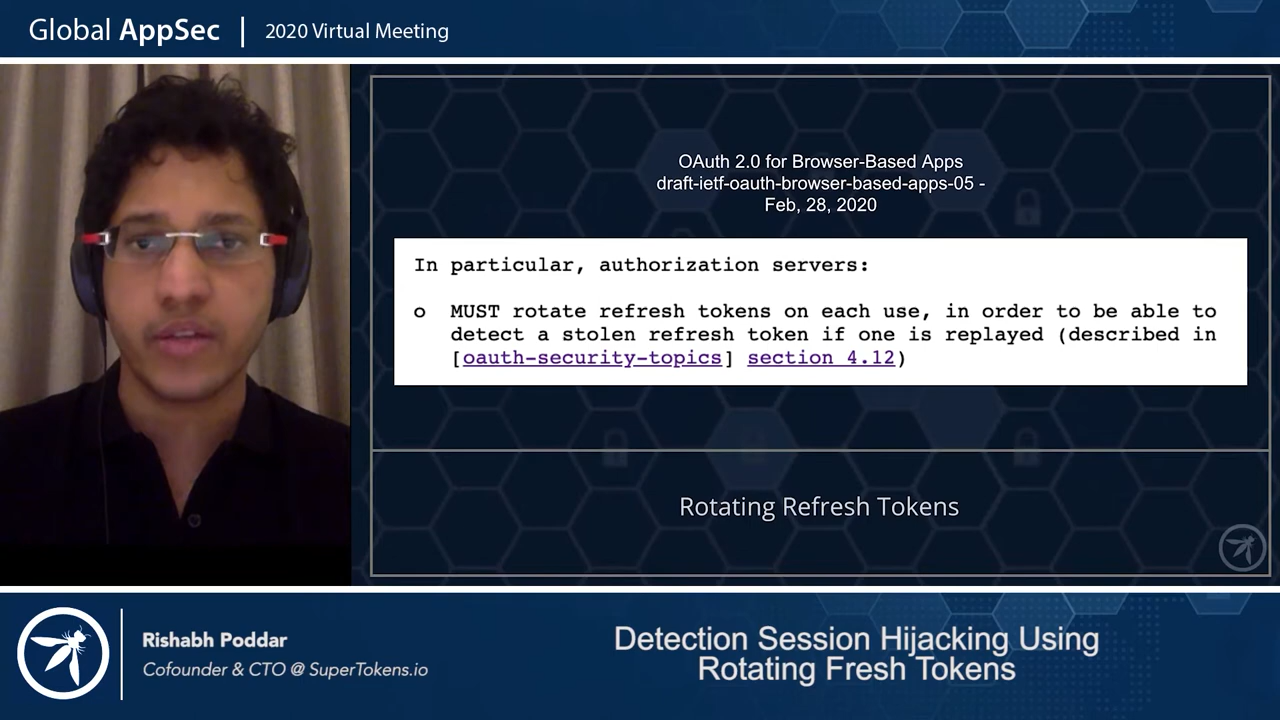 Global AppSec | 2020 Virtual Meeting
OAuth 2.0 for Browser-Based Apps
draft-ietf-oauth-browser-based-apps-05 -
Feb, 28, 2020
In particular, authorization servers:
o MUST rotate refresh tokens on each use, in order to be able to
detect a stolen refresh token if one is replayed (described in
[oauth-security-topics] section 4.12)
Rotating Refresh Tokens
Rishabh Poddar
Cofounder & CTO @ SuperTokens.io
Detection Session Hijacking Using
Rotating Fresh Tokens